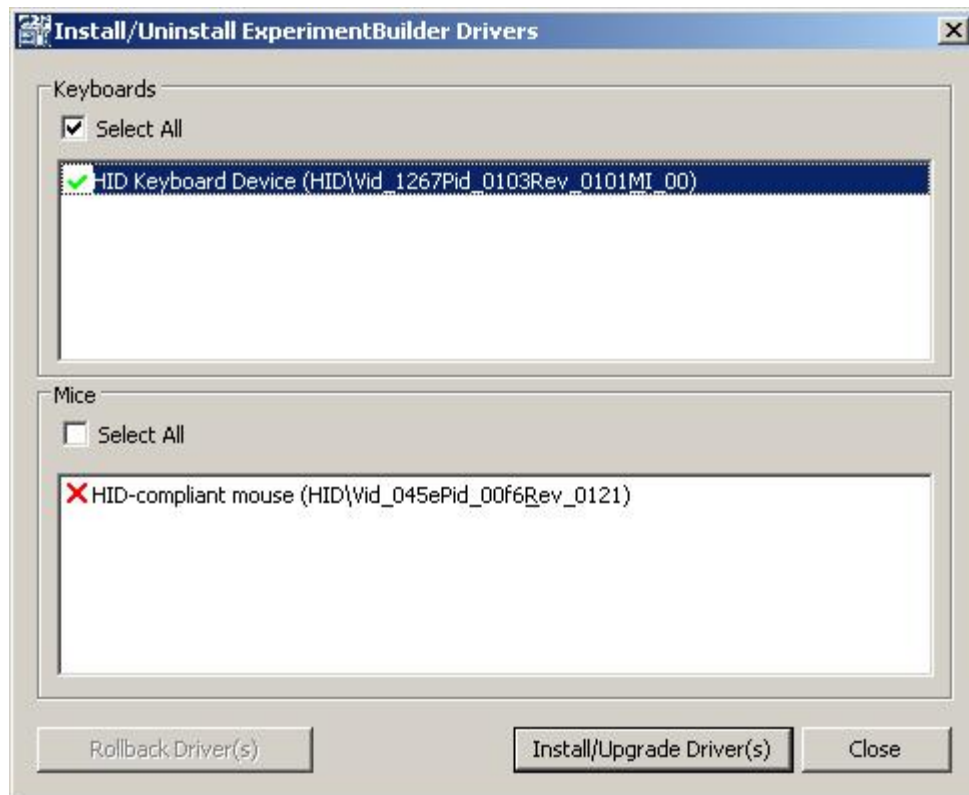 Install/Uninstall ExperimentBuilder Drivers
Keyboards
Select All
HID Keyboard Device (HID\Vid_1267Pid_0103Rev_0101MI_00)
Mice
Select All
HID-compliant mouse (HID\Vid_045ePid_00f6Rev_0121)
Rollback Driver(s) Install/Upgrade Driver(s) Close